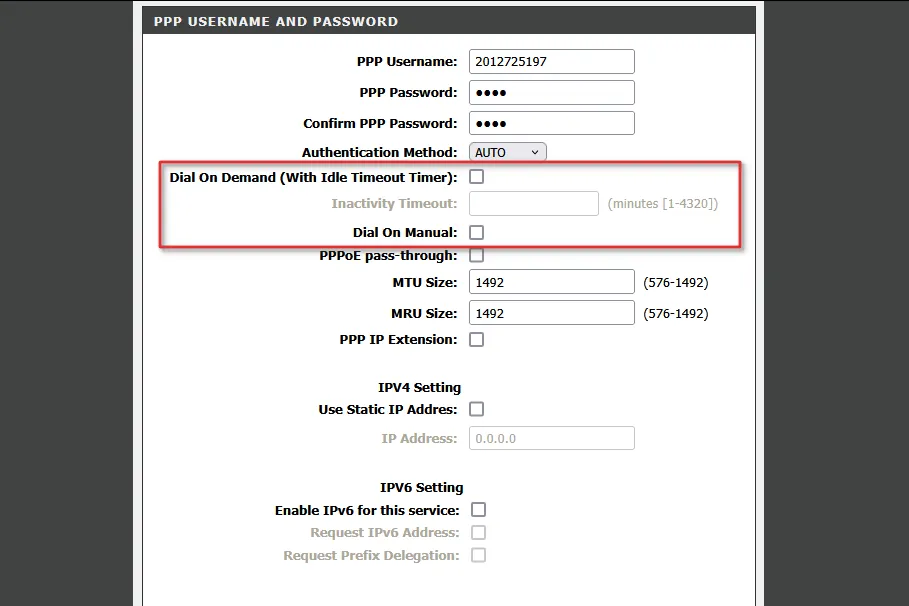 PPP USERNAME AND PASSWORD
PPP Username: 2012725197
PPP Password: ••••
Confirm PPP Password: ••••
Authentication Method: AUTO
Dial On Demand (With Idle Timeout Timer):
Inactivity Timeout: (minutes [1-4320])
Dial On Manual:
PPPoE pass-through:
MTU Size: 1492 (576-1492)
MRU Size: 1492 (576-1492)
PPP IP Extension:
IPV4 Setting
Use Static IP Addres:
IP Address: 0.0.0.0
IPV6 Setting
Enable IPv6 for this service:
Request IPv6 Address:
Request Prefix Delegation: